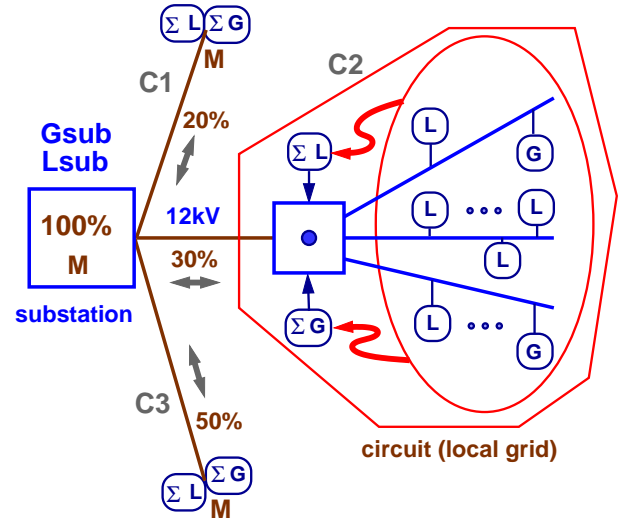 Σ L
Σ G
M
C1
C2
20%
Gsub
Lsub
L
Σ L
G
100%
M
12kV
L
L
30%
L
substation
Σ G
L
G
C3
50%
circuit (local grid)
Σ L
Σ G
M